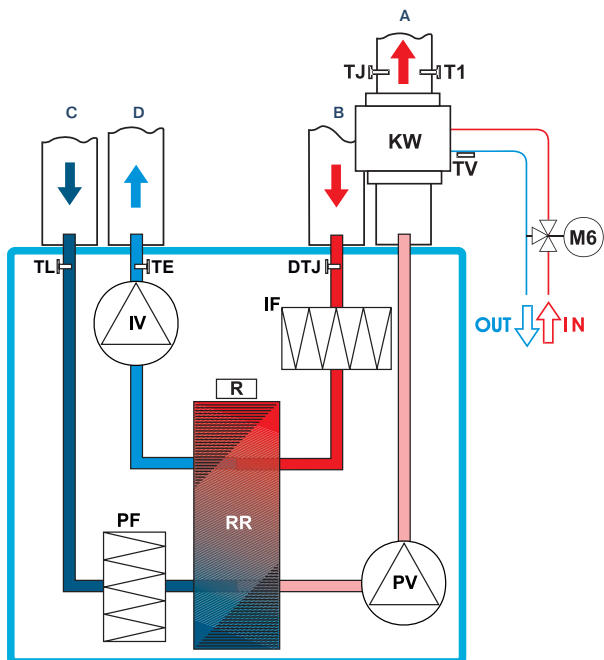 A
TJ T1
C D B
KW
TV
M6
TL TE DTJ
IV IF
OUT IN
R
PF RR
PV